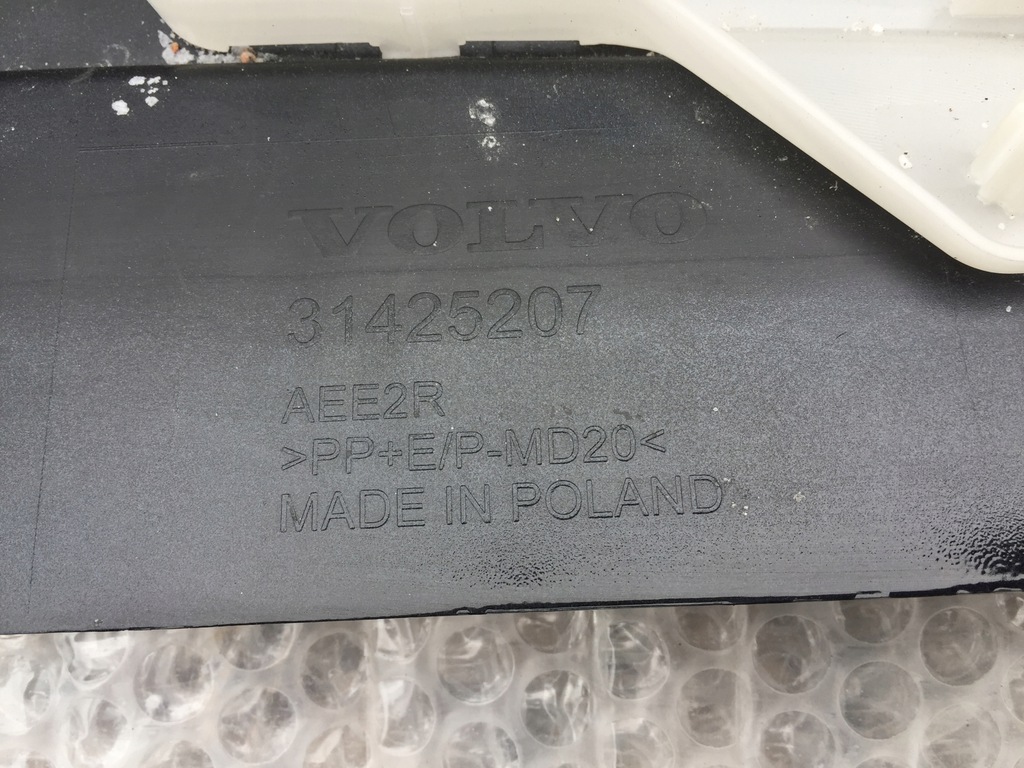 VOLVO
31425207
AEE2R
>PP+E/P-MD20<
MADE IN POLAND